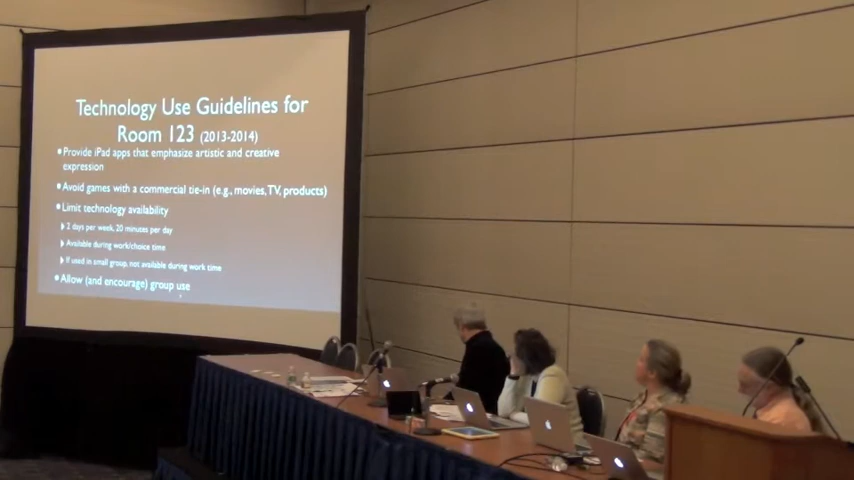 Technology Use Guidelines for
Room 123 (2013-2014)
• Provide iPad apps that emphasize artistic and creative
expression
• Avoid games with a commercial tie-in (e.g., movies, TV, products)
• Limit technology availability
2 days per week, 20 minutes per day
Available during work/choice time
If used in small group, not available during work time
• Allow (and encourage) group use